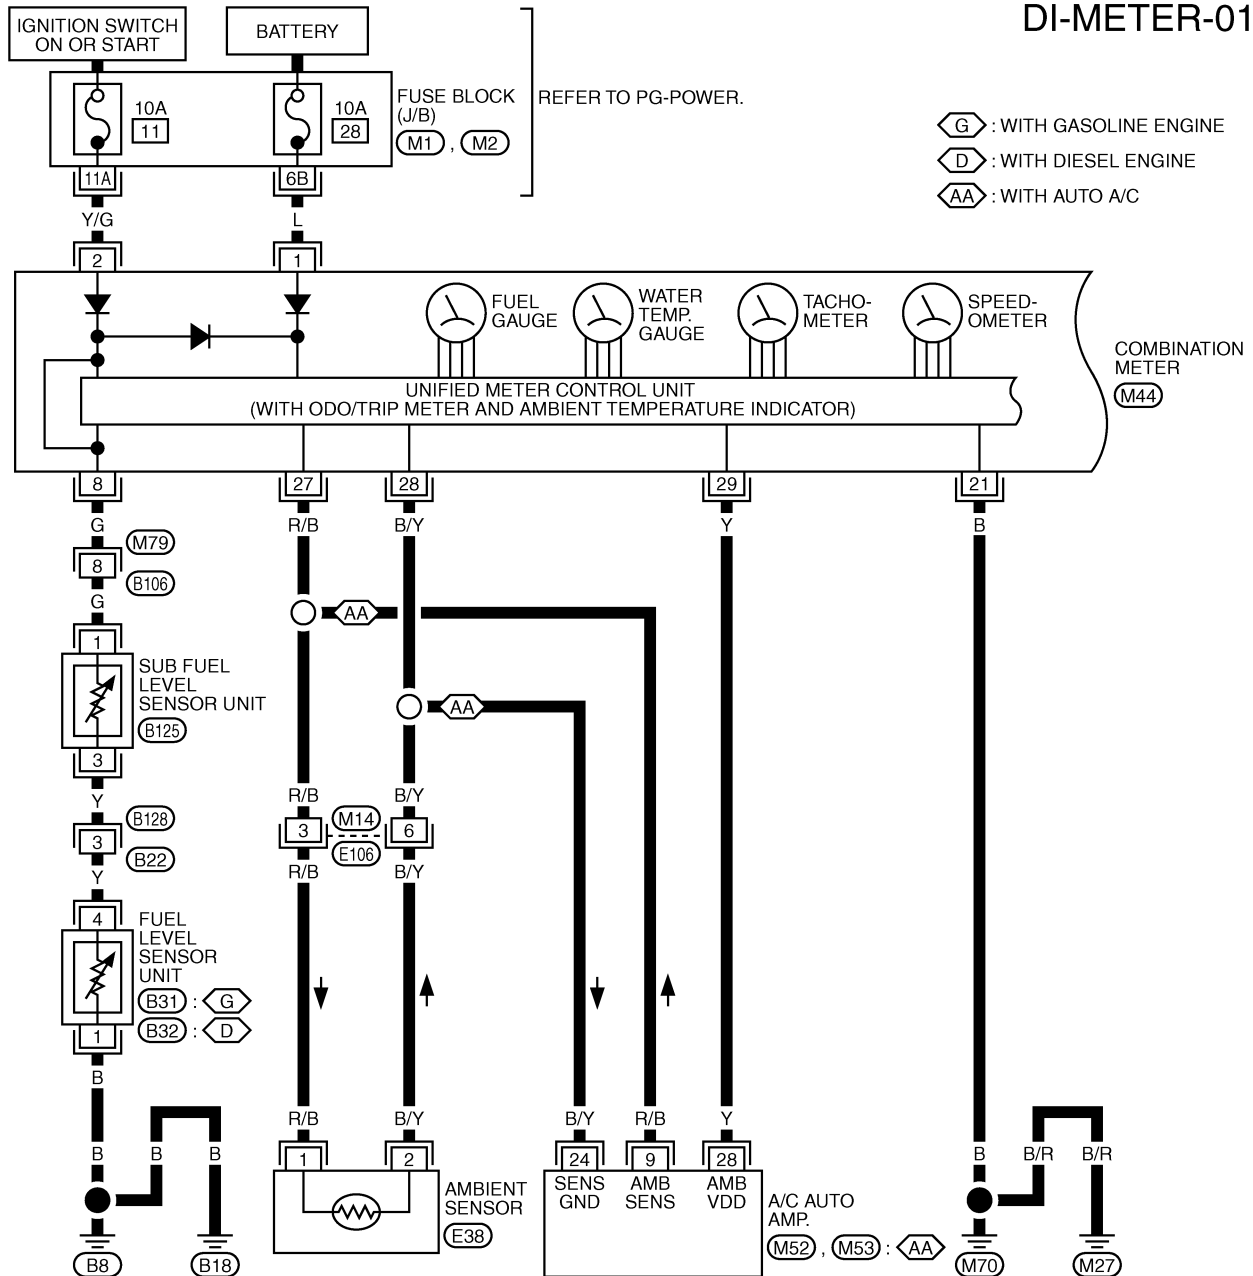 DI-METER-01
IGNITION SWITCH
ON OR START
BATTERY
10A
11
10A
28
FUSE BLOCK
(J/B)
M1 , M2
REFER TO PG-POWER.
G : WITH GASOLINE ENGINE
D : WITH DIESEL ENGINE
AA : WITH AUTO A/C
11A
6B
Y/G
L
2
1
FUEL
GAUGE
WATER
TEMP.
GAUGE
TACHO-
METER
SPEED-
OMETER
COMBINATION
METER
M44
UNIFIED METER CONTROL UNIT
(WITH ODO/TRIP METER AND AMBIENT TEMPERATURE INDICATOR)
8
27
28
29
21
G
R/B
B/Y
Y
B
M79
8
B106
G
AA
1
SUB FUEL
LEVEL
SENSOR UNIT
B125
AA
3
Y
R/B
B/Y
B128
3
B22
3
M14
6
E106
Y
R/B
B/Y
4
FUEL
LEVEL
SENSOR
UNIT
B31 : G
B32 : D
1
B
R/B
B/Y
B/Y
R/B
Y
B
B
B
B
B/R
B/R
1
2
24
9
28
SENS
GND
AMB
SENS
AMB
VDD
AMBIENT
SENSOR
E38
A/C AUTO
AMP.
M52 , M53 : AA
B8
B18
M70
M27